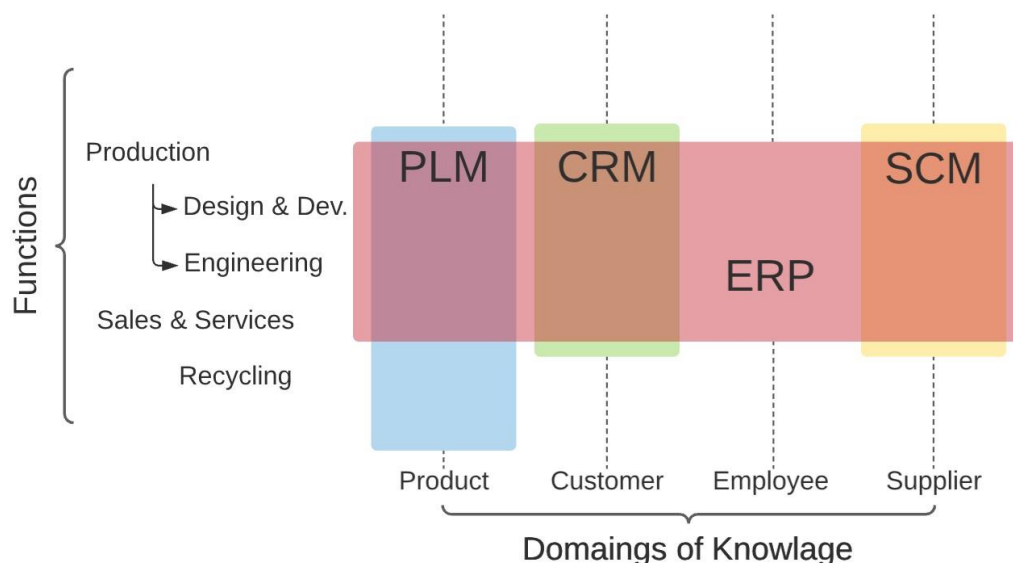 Functions
Production
Design & Dev.
Engineering
Sales & Services
Recycling
PLM
CRM
SCM
ERP
Product
Customer
Employee
Supplier
Domaings of Knowlage